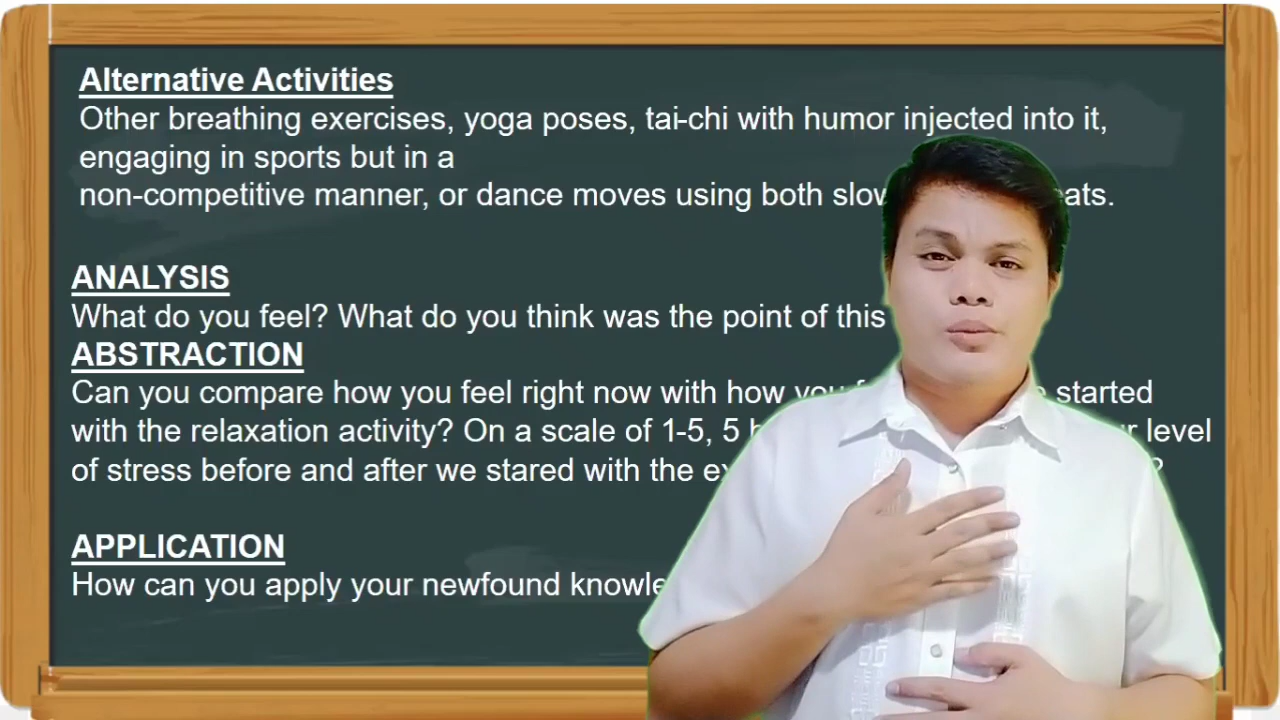 Alternative Activities
Other breathing exercises, yoga poses, tai-chi with humor injected into it,
engaging in sports but in a
non-competitive manner, or dance moves using both
ANALYSIS
What do you feel? What do you think was the point of this
ABSTRACTION
Can you compare how you feel right now with how you started
with the relaxation activity? On a scale of 1-5, 5 level
of stress before and after we stared with the
APPLICATION
How can you apply your newfound